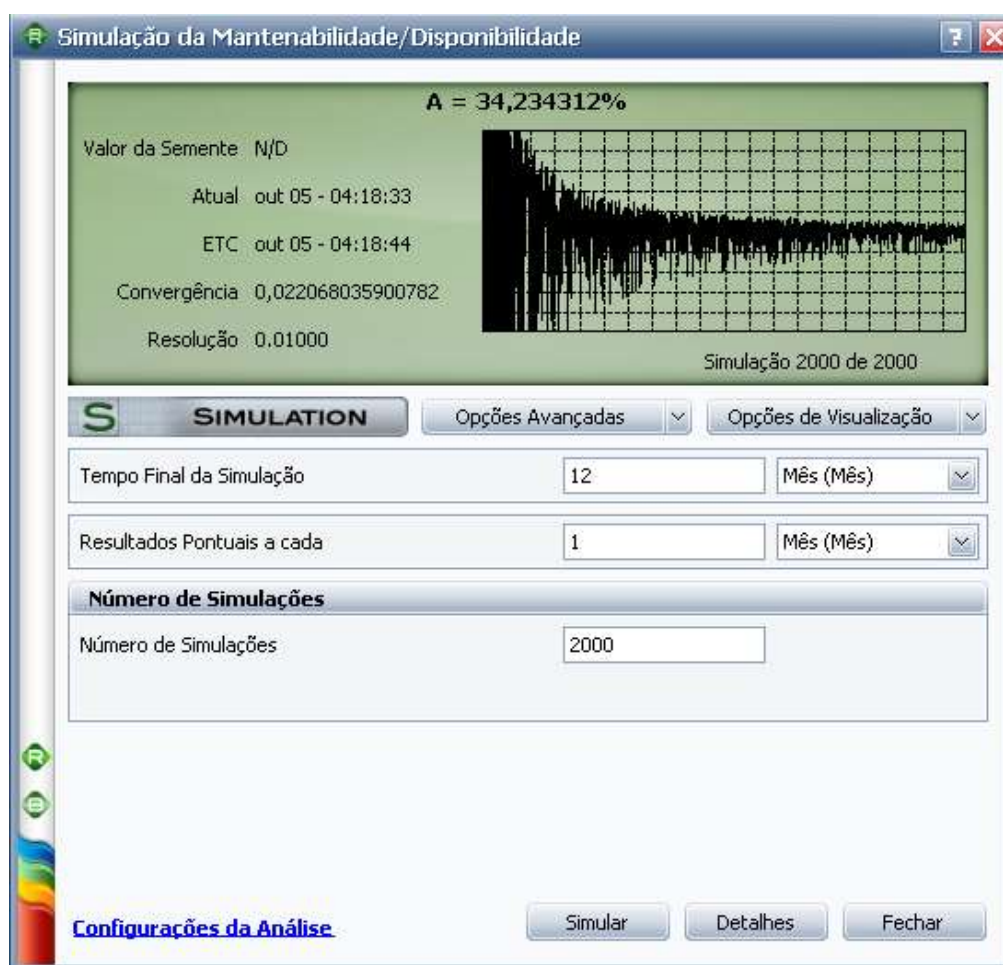 Simulação da Mantenabilidade/Disponibilidade
A = 34,234312%
Valor da Semente N/D
Atual out 05 - 04:18:33
ETC out 05 - 04:18:44
Convergência 0,022068035900782
Resolução 0.01000
Simulação 2000 de 2000
S SIMULATION Opções Avançadas Opções de Visualização
Tempo Final da Simulação 12 Mês (Mês)
Resultados Pontuais a cada 1 Mês (Mês)
Número de Simulações
Número de Simulações 2000
Configurações da Análise Simular Detalhes Fechar